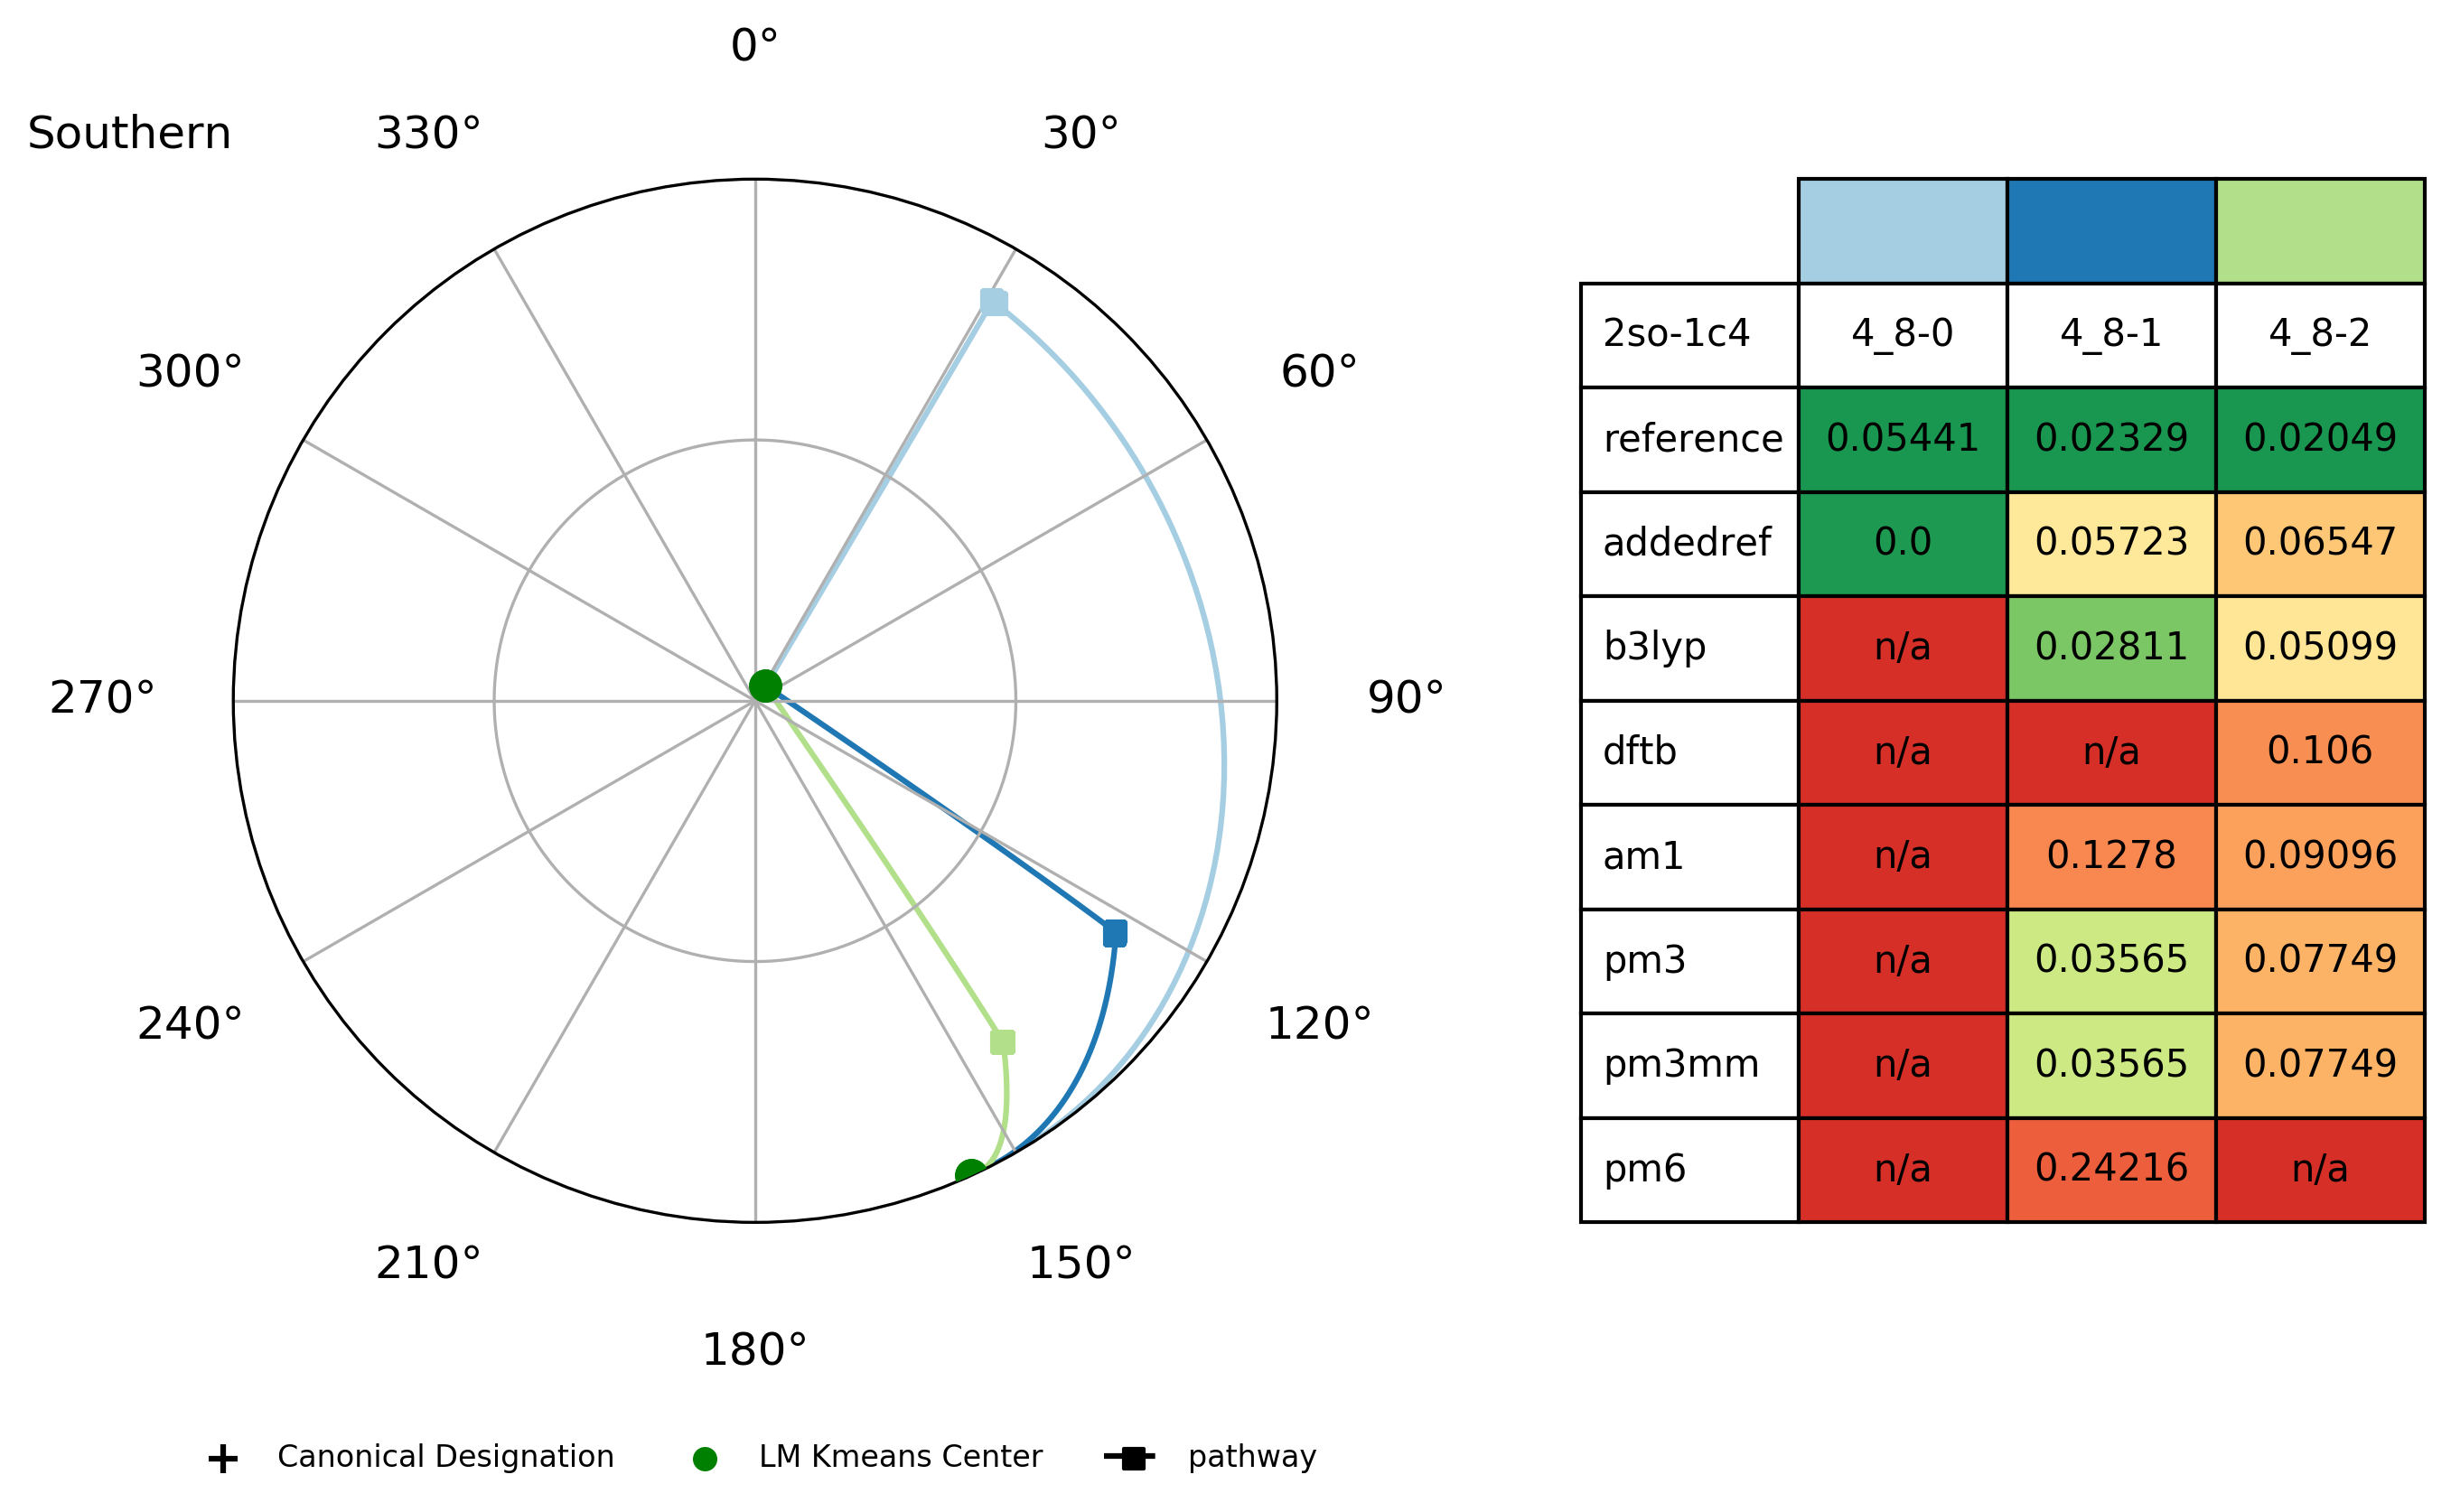 0°
Southern 330° 30°
300° 60°
270° 90°
240° 120°
210° 150°
180°
+ Canonical Designation LM Kmeans Center pathway
2so-1c4 4_8-0 4_8-1 4_8-2
reference 0.05441 0.02329 0.02049
addedref 0.0 0.05723 0.06547
b3lyp n/a 0.02811 0.05099
dftb n/a n/a 0.106
am1 n/a 0.1278 0.09096
pm3 n/a 0.03565 0.07749
pm3mm n/a 0.03565 0.07749
pm6 n/a 0.24216 n/a